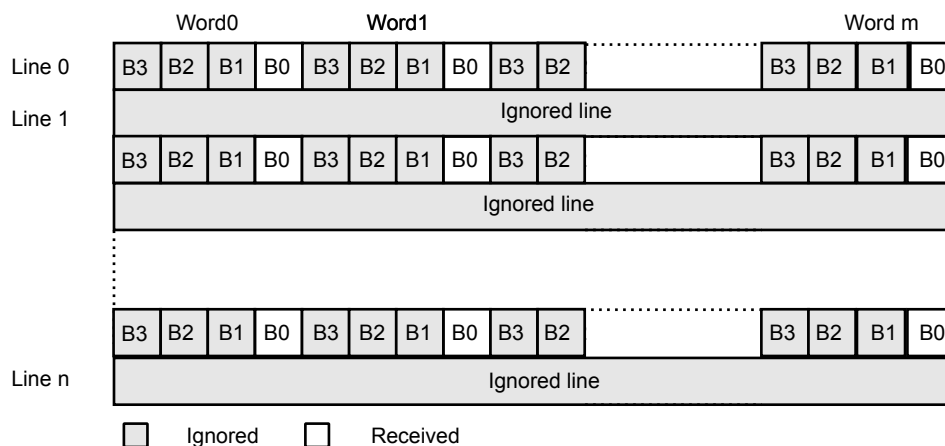 Word0 Word1 Word m
Line 0 B3 B2 B1 B0 B3 B2 B1 B0 B3 B2 B3 B2 B1 B0
Line 1 Ignored line
B3 B2 B1 B0 B3 B2 B1 B0 B3 B2 B3 B2 B1 B0
Ignored line
B3 B2 B1 B0 B3 B2 B1 B0 B3 B2 B3 B2 B1 B0
Line n Ignored line
Ignored Received